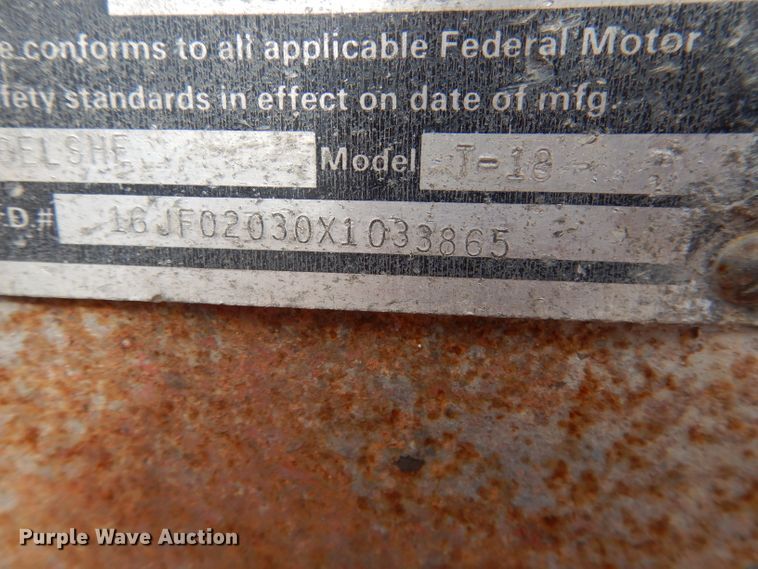 e conforms to all applicable Federal Motor
fety standards in effect on date of mfg.
DELSHE Model T-18
.D.# 16JF02030X1033865
Purple Wave Auction